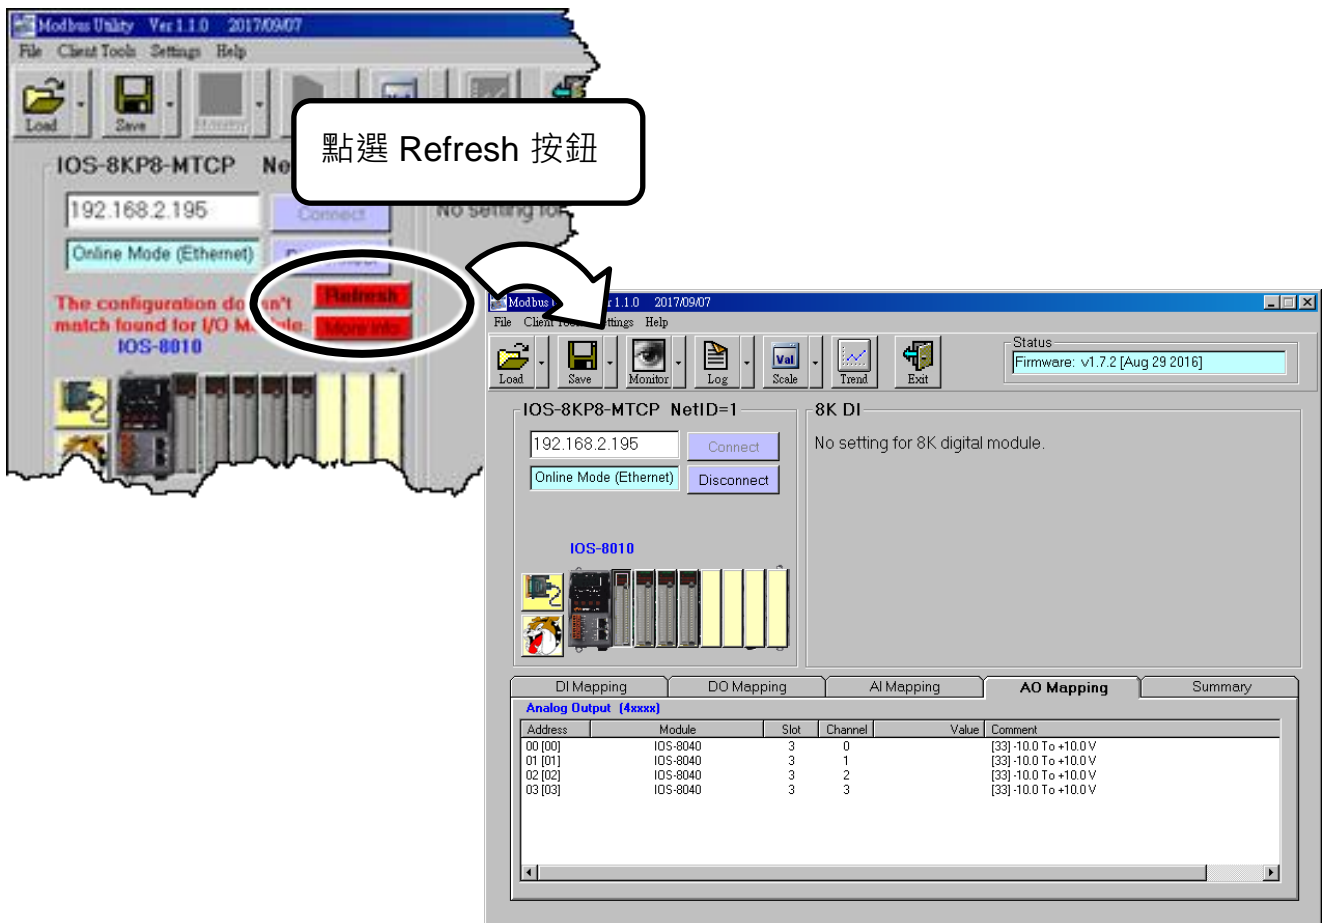 Modbus Utility Ver 1.1.0 2017/09/07
File Client Tools Settings Help
Load Save Monitor
點選 Refresh 按鈕
IOS-8KP8-MTCP
192.168.2.195 Connect
No setting for
Online Mode (Ethernet)
Refresh
The configuration
match found for I/O
More info
IOS-8010
Modbus 1.1.0 2017/09/07
File Client Help
Load Save Monitor Log Val Scale Trend Exit
Status
Firmware: v1.7.2 [Aug 29 2016]
IOS-8KP8-MTCP NetID=1
192.168.2.195 Connect
Online Mode (Ethernet) Disconnect
IOS-8010
8K DI
No setting for 8K digital module.
DI Mapping DO Mapping AI Mapping AO Mapping Summary
Analog Output (4xxxx)
Address Module Slot Channel Value Comment
00 [00] IOS-8040 3 0 [33] -10.0 To +10.0 V
01 [01] IOS-8040 3 1 [33] -10.0 To +10.0 V
02 [02] IOS-8040 3 2 [33] -10.0 To +10.0 V
03 [03] IOS-8040 3 3 [33] -10.0 To +10.0 V